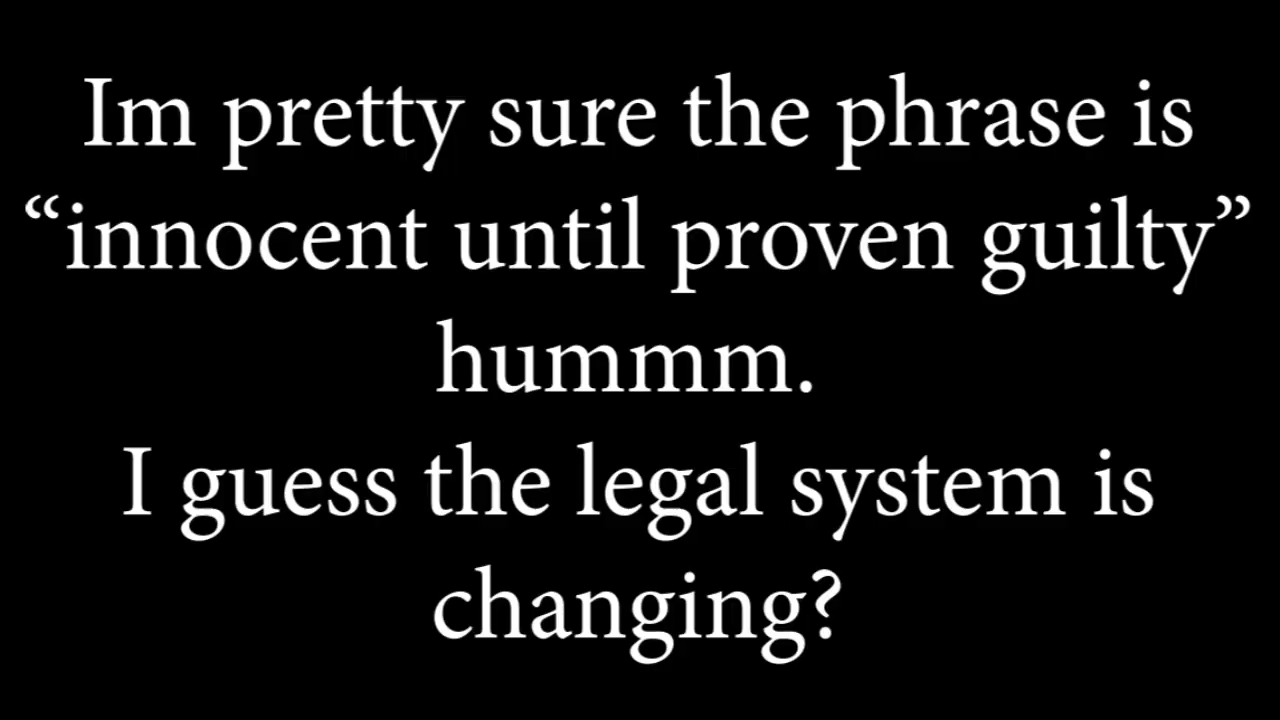 Im pretty sure the phrase is
“innocent until proven guilty”
hummm.
I guess the legal system is
changing?